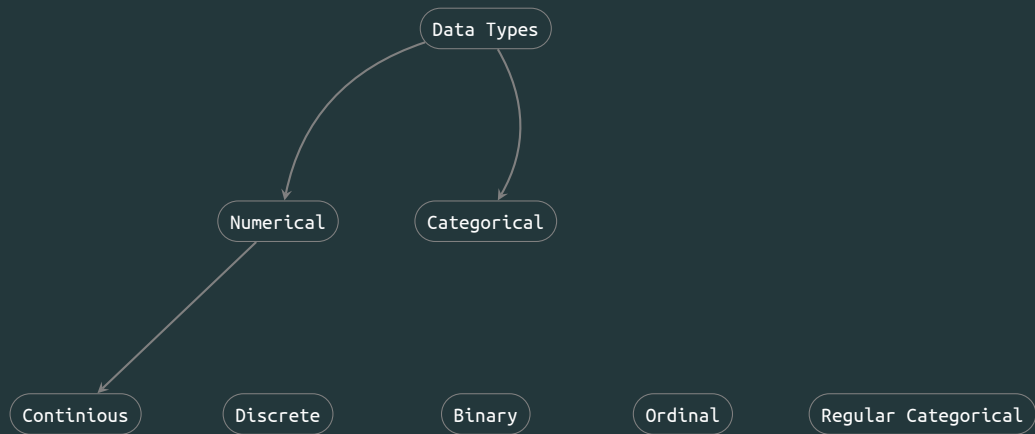 Data Types
Numerical
Categorical
Continious
Discrete
Binary
Ordinal
Regular Categorical